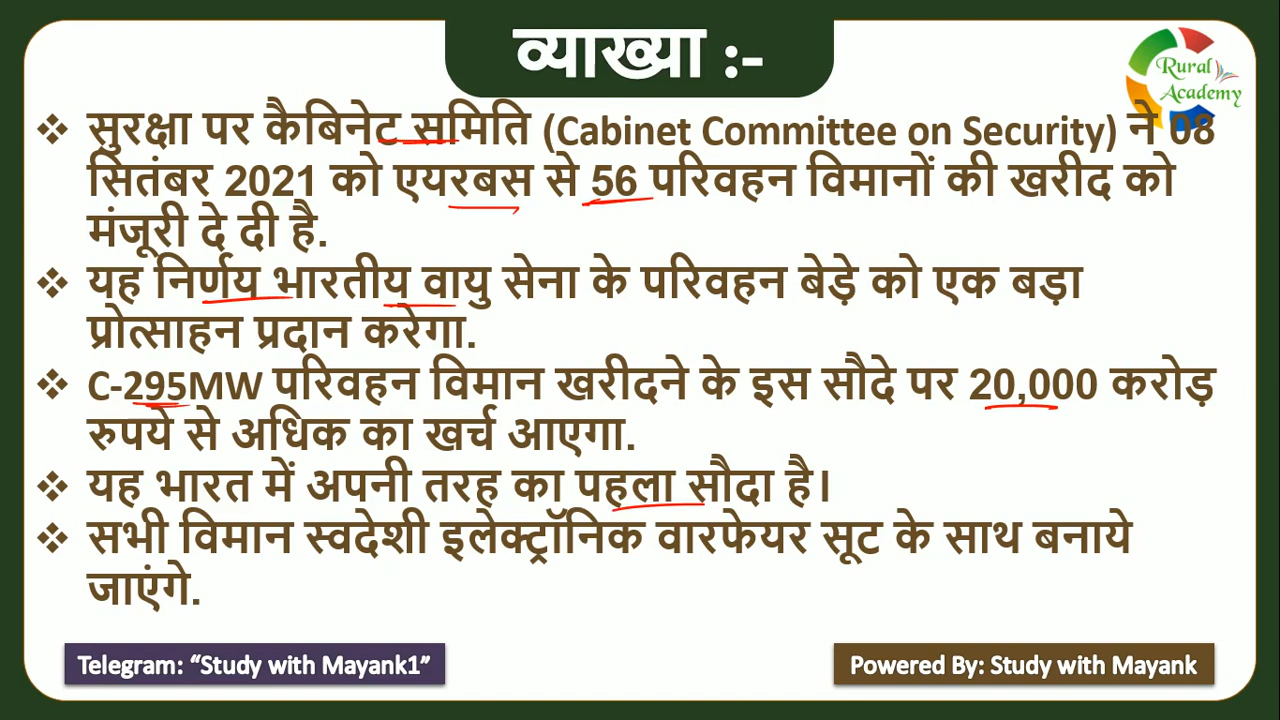 व्याख्या :-
Rural
Academy
❖ सुरक्षा पर कैबिनेट समिति (Cabinet Committee on Security) ने 08
सितंबर 2021 को एयरबस से 56 परिवहन विमानों की खरीद को
मंजूरी दे दी है.
❖ यह निर्णय भारतीय वायु सेना के परिवहन बेड़े को एक बड़ा
प्रोत्साहन प्रदान करेगा.
❖ C-295MW परिवहन विमान खरीदने के इस सौदे पर 20,000 करोड़
रुपये से अधिक का खर्च आएगा.
❖ यह भारत में अपनी तरह का पहला सौदा है।
❖ सभी विमान स्वदेशी इलेक्ट्रॉनिक वारफेयर सूट के साथ बनाये
जाएंगे.
Telegram: “Study with Mayank1”
Powered By: Study with Mayank